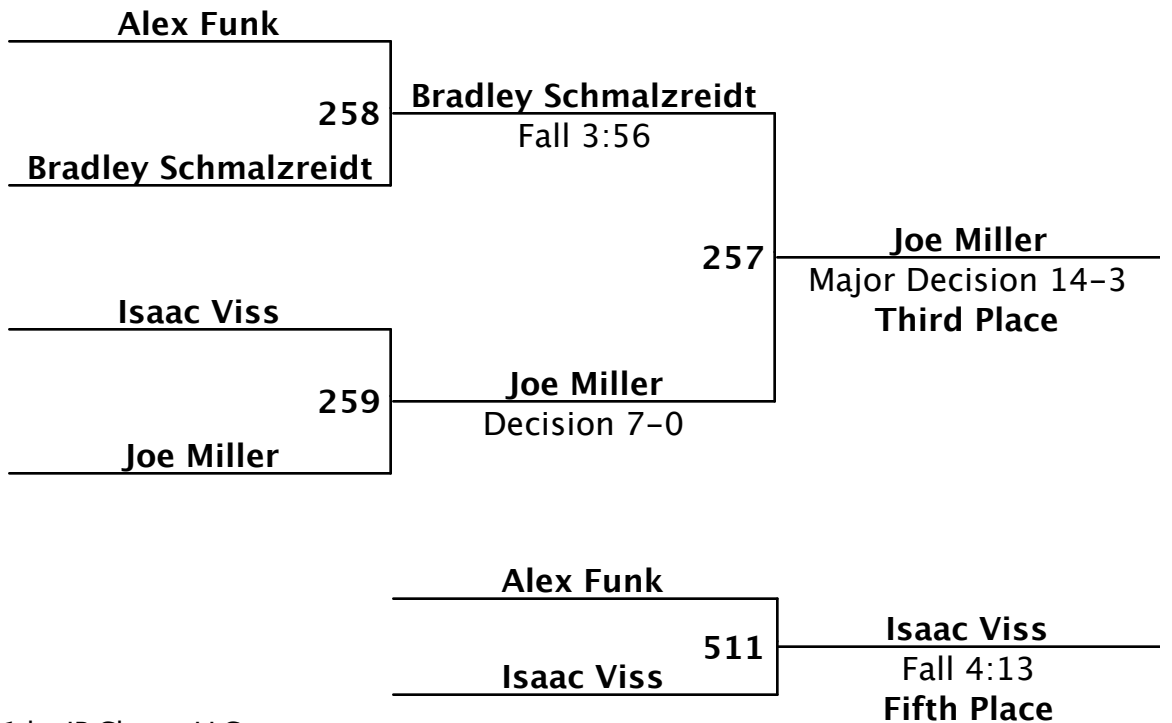 Alex Funk
258
Bradley Schmalzreidt
Bradley Schmalzreidt
Fall 3:56
257
Joe Miller
Major Decision 14–3
Third Place
Isaac Viss
259
Joe Miller
Joe Miller
Decision 7–0
Alex Funk
511
Isaac Viss
Isaac Viss
Fall 4:13
Fifth Place